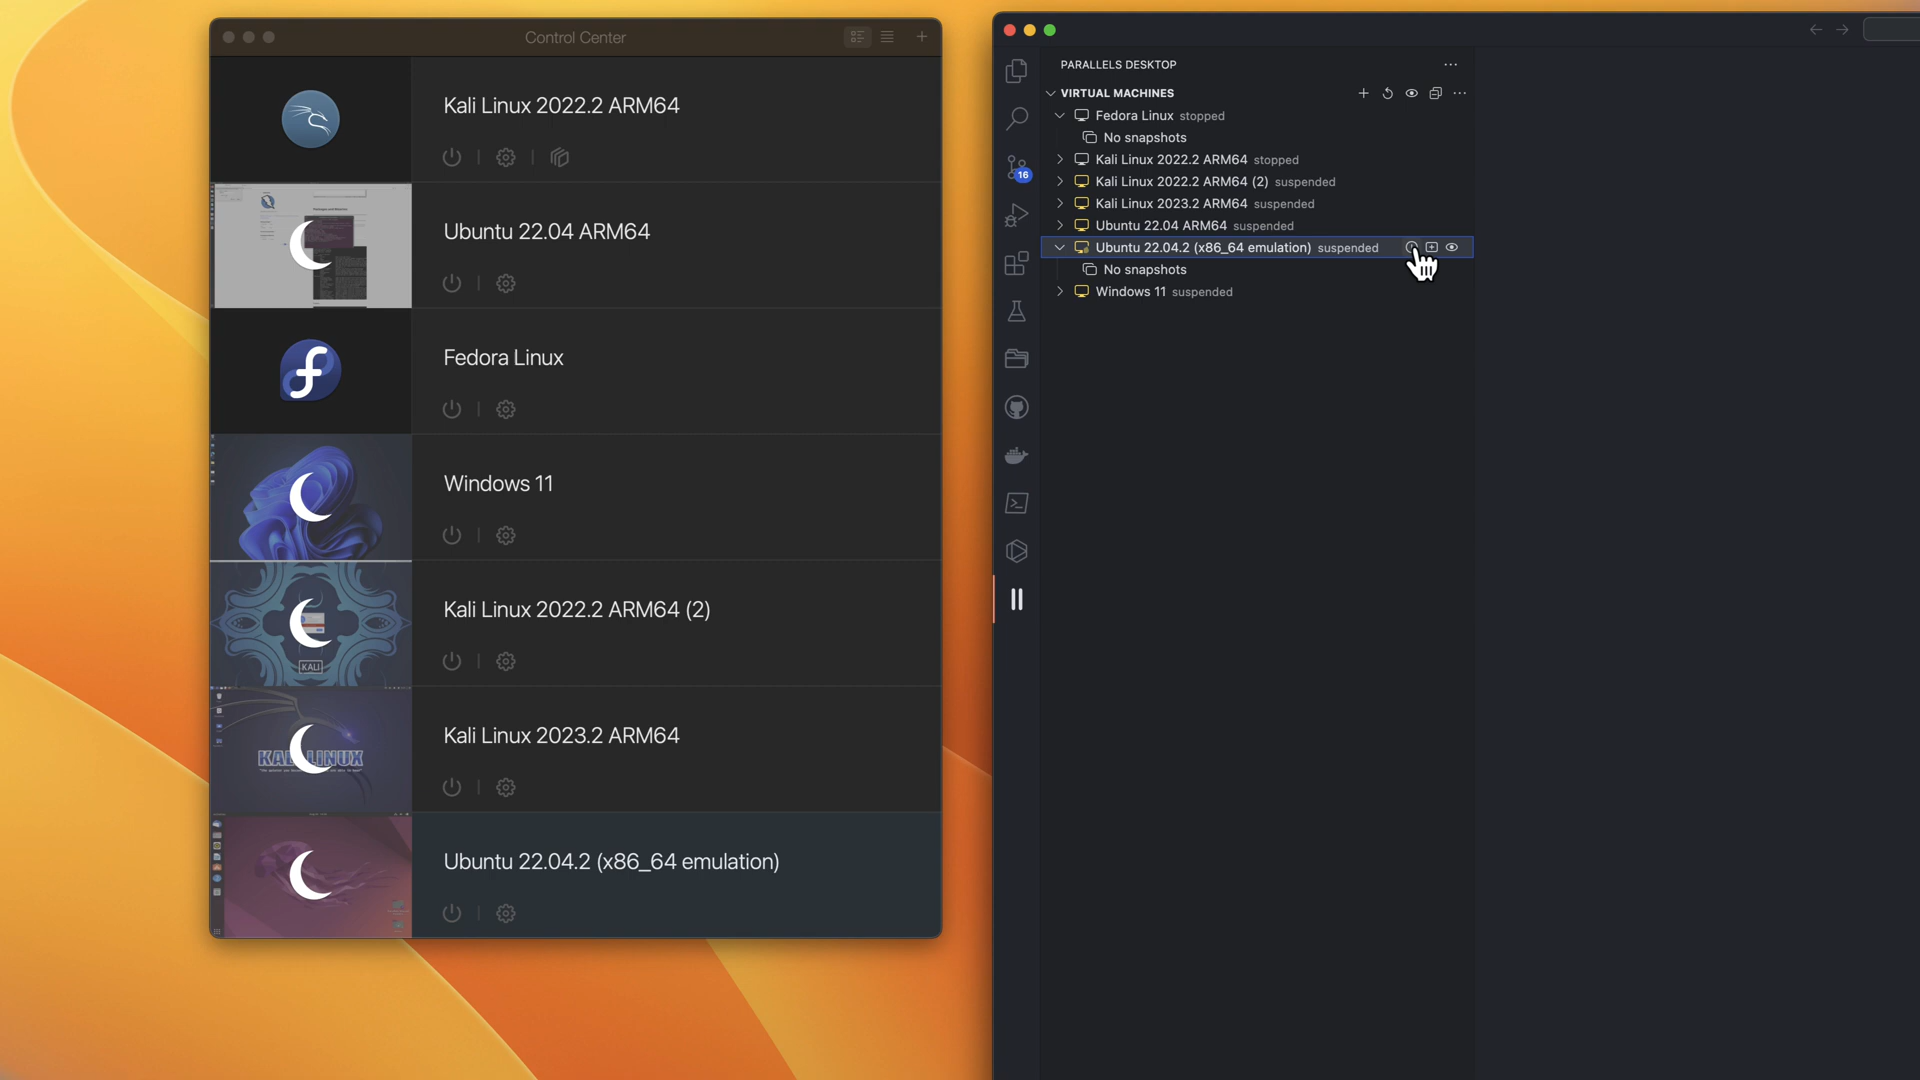 Control Center
Kali Linux 2022.2 ARM64
Ubuntu 22.04 ARM64
Fedora Linux
Windows 11
Kali Linux 2022.2 ARM64 (2)
KALI
Kali Linux 2023.2 ARM64
KALI LINUX
Ubuntu 22.04.2 (x86_64 emulation)
PARALLELS DESKTOP
VIRTUAL MACHINES
Fedora Linux stopped
No snapshots
Kali Linux 2022.2 ARM64 stopped
Kali Linux 2022.2 ARM64 (2) suspended
Kali Linux 2023.2 ARM64 suspended
Ubuntu 22.04 ARM64 suspended
Ubuntu 22.04.2 (x86_64 emulation) suspended
No snapshots
Windows 11 suspended
16